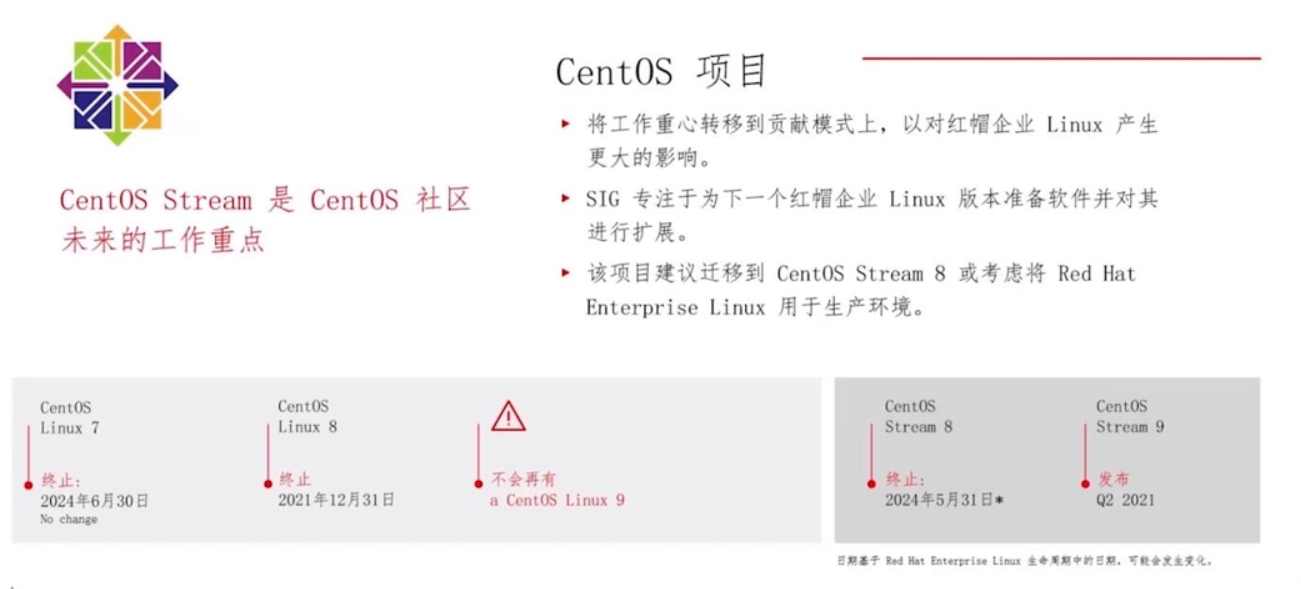 CentOS 项目
将工作重心转移到贡献模式上，以对红帽企业 Linux 产生
更大的影响。
SIG 专注于为下一个红帽企业 Linux 版本准备软件并对其
进行扩展。
该项目建议迁移到 CentOS Stream 8 或考虑将 Red Hat
Enterprise Linux 用于生产环境。
CentOS Stream 是 CentOS 社区
未来的工作重点
CentOS
Linux 7
终止:
2024年6月30日
No change
CentOS
Linux 8
终止
2021年12月31日
不会再有
a CentOS Linux 9
CentOS
Stream 8
终止:
2024年5月31日*
CentOS
Stream 9
发布
Q2 2021
日期基于 Red Hat Enterprise Linux 生命周期中的日期，可能会发生变化。